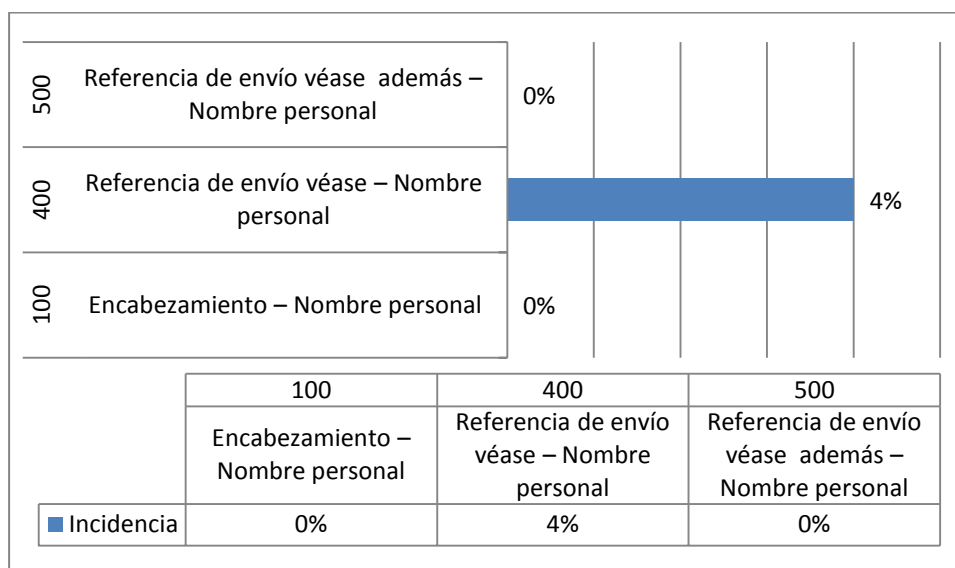 500
Referencia de envío véase  además –
Nombre personal
0%
400
Referencia de envío véase – Nombre
personal
4%
100
Encabezamiento – Nombre personal
0%
100
400
500
Encabezamiento –
Nombre personal
Referencia de envío
véase – Nombre
personal
Referencia de envío
véase  además –
Nombre personal
Incidencia
0%
4%
0%